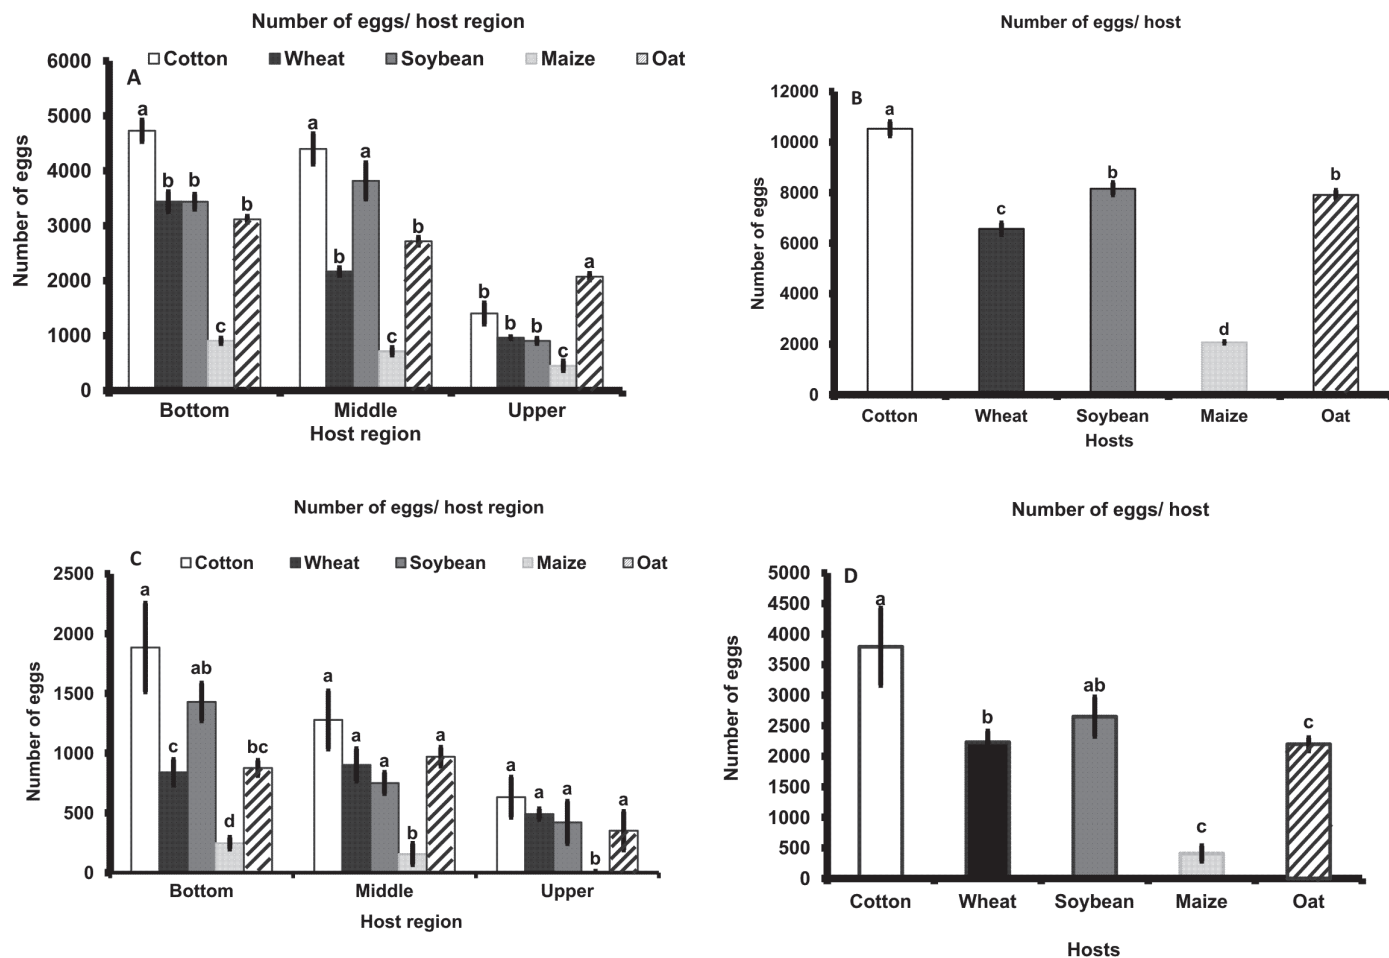 Number of eggs/ host region
Cotton Wheat Soybean Maize Oat
A
6000
5000
4000
3000
2000
1000
0
Number of eggs
a b b c b
a b a c b
b b b c a
Bottom Middle Upper
Host region
Number of eggs/ host
B
12000
10000
8000
6000
4000
2000
0
Number of eggs
a c b d b
Cotton Wheat Soybean Maize Oat
Hosts
Number of eggs/ host region
C
Cotton Wheat Soybean Maize Oat
2500
2000
1500
1000
500
0
Number of eggs
a c ab d bc
a a a b a
a a a b a
Bottom Middle Upper
Host region
Number of eggs/ host
D
5000
4500
4000
3500
3000
2500
2000
1500
1000
500
0
Number of eggs
a b ab c c
Cotton Wheat Soybean Maize Oat
Hosts